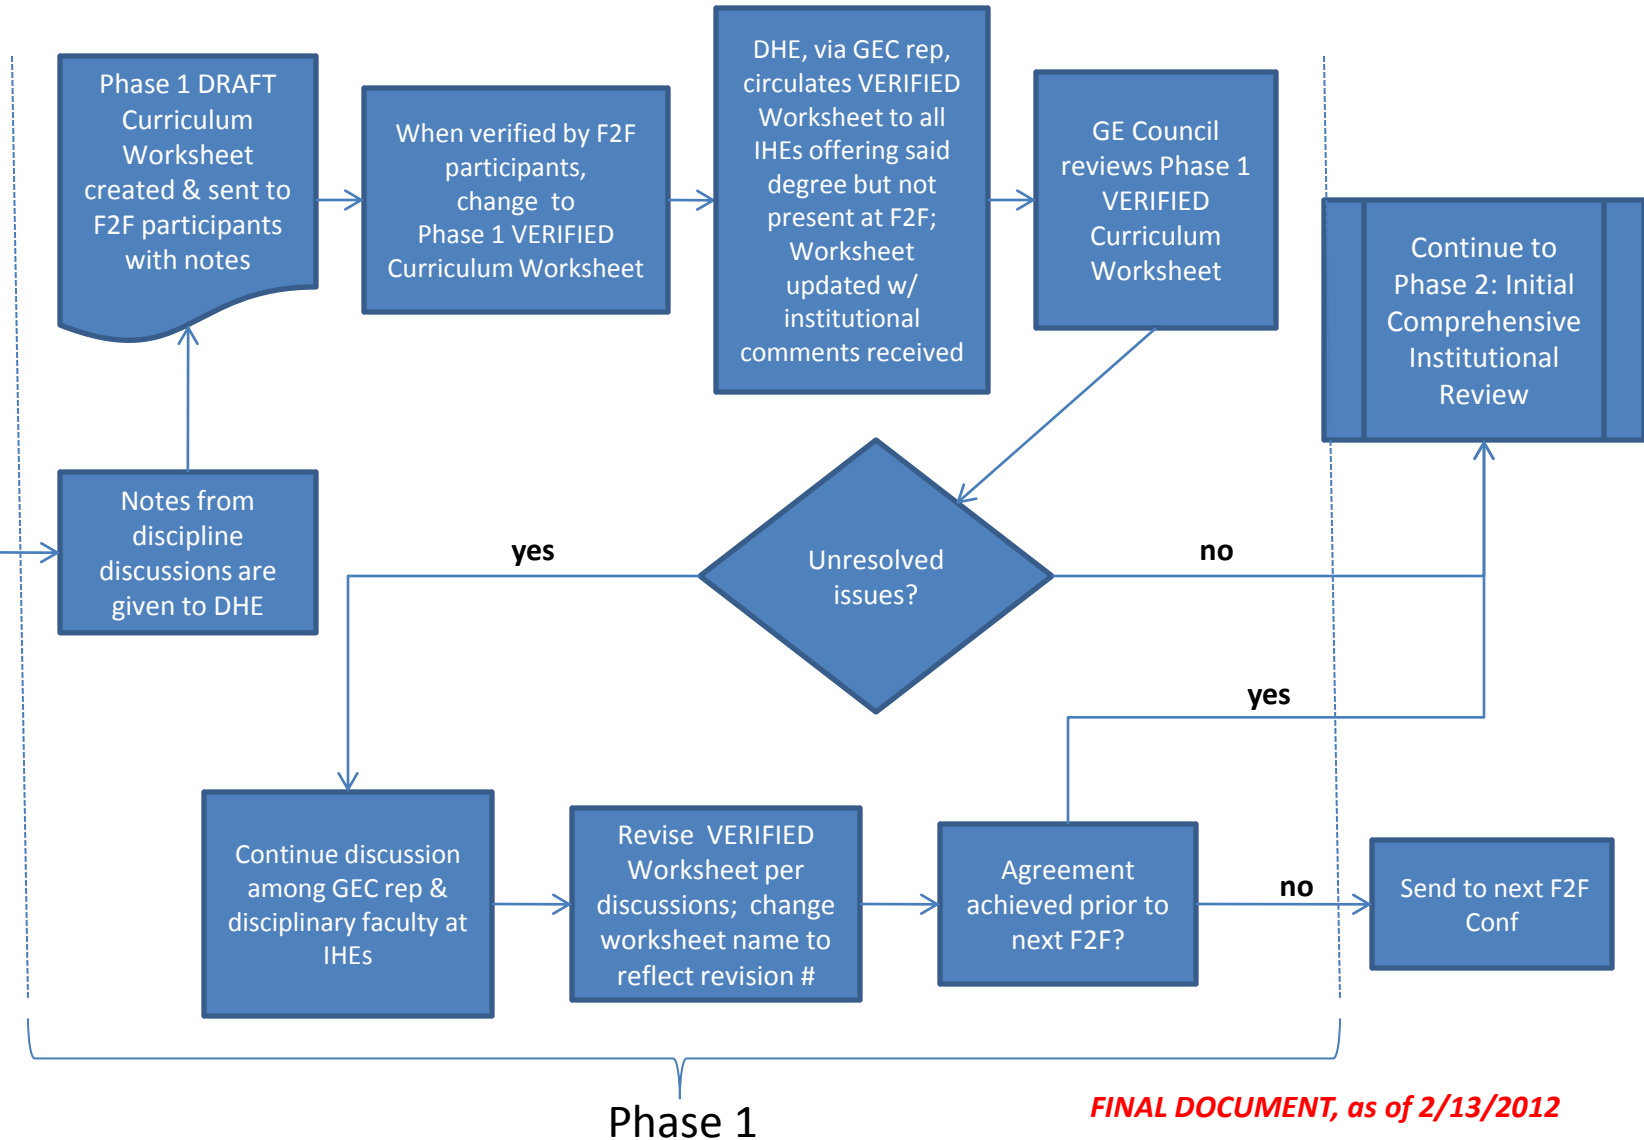 Phase 1 DRAFT
Curriculum
Worksheet
created & sent to
F2F participants
with notes
When verified by F2F
participants,
change to
Phase 1 VERIFIED
Curriculum Worksheet
DHE, via GEC rep,
circulates VERIFIED
Worksheet to all
IHEs offering said
degree but not
present at F2F;
Worksheet
updated w/
institutional
comments received
GE Council
reviews Phase 1
VERIFIED
Curriculum
Worksheet
Continue to
Phase 2: Initial
Comprehensive
Institutional
Review
Notes from
discipline
discussions are
given to DHE
yes
Unresolved
issues?
no
yes
Continue discussion
among GEC rep &
disciplinary faculty at
IHEs
Revise VERIFIED
Worksheet per
discussions; change
worksheet name to
reflect revision #
Agreement
achieved prior to
next F2F?
no
Send to next F2F
Conf
Phase 1
FINAL DOCUMENT, as of 2/13/2012